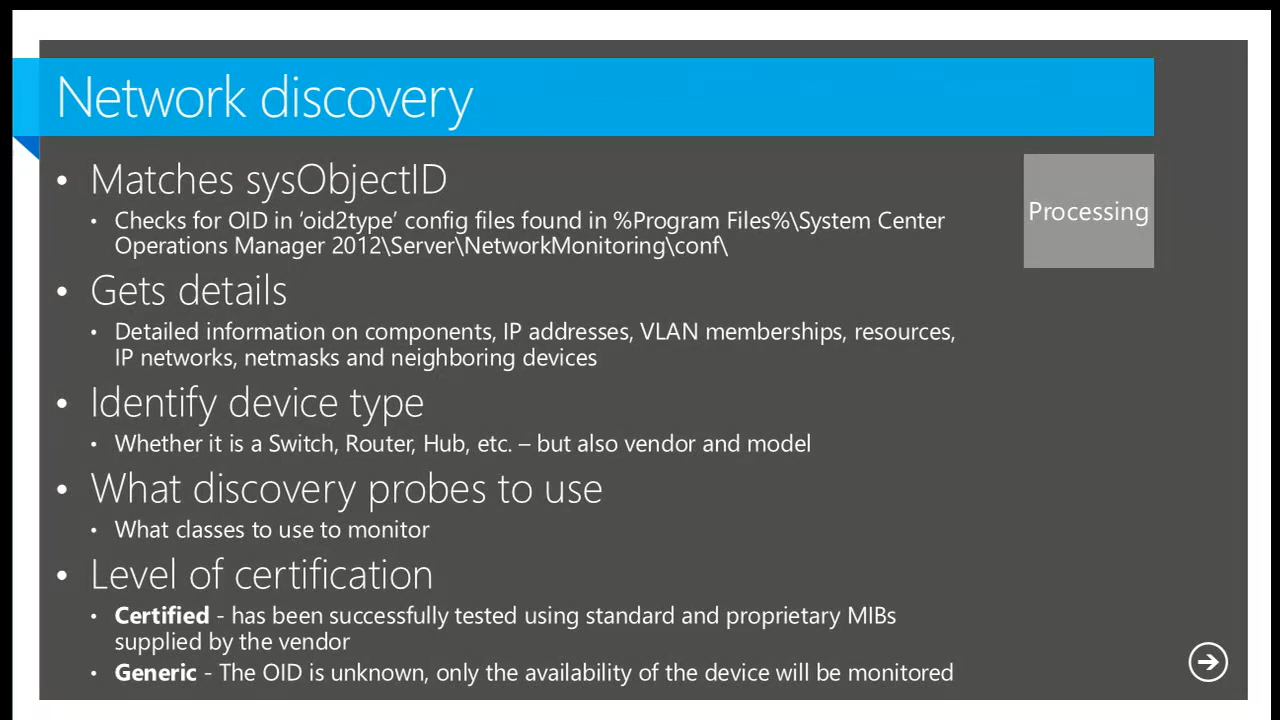 Network discovery
• Matches sysObjectID
• Checks for OID in ‘oid2type’ config files found in %Program Files%\System Center
Operations Manager 2012\Server\NetworkMonitoring\conf\
Processing
• Gets details
• Detailed information on components, IP addresses, VLAN memberships, resources,
IP networks, netmasks and neighboring devices
• Identify device type
• Whether it is a Switch, Router, Hub, etc. – but also vendor and model
• What discovery probes to use
• What classes to use to monitor
• Level of certification
• Certified - has been successfully tested using standard and proprietary MIBs
supplied by the vendor
• Generic - The OID is unknown, only the availability of the device will be monitored